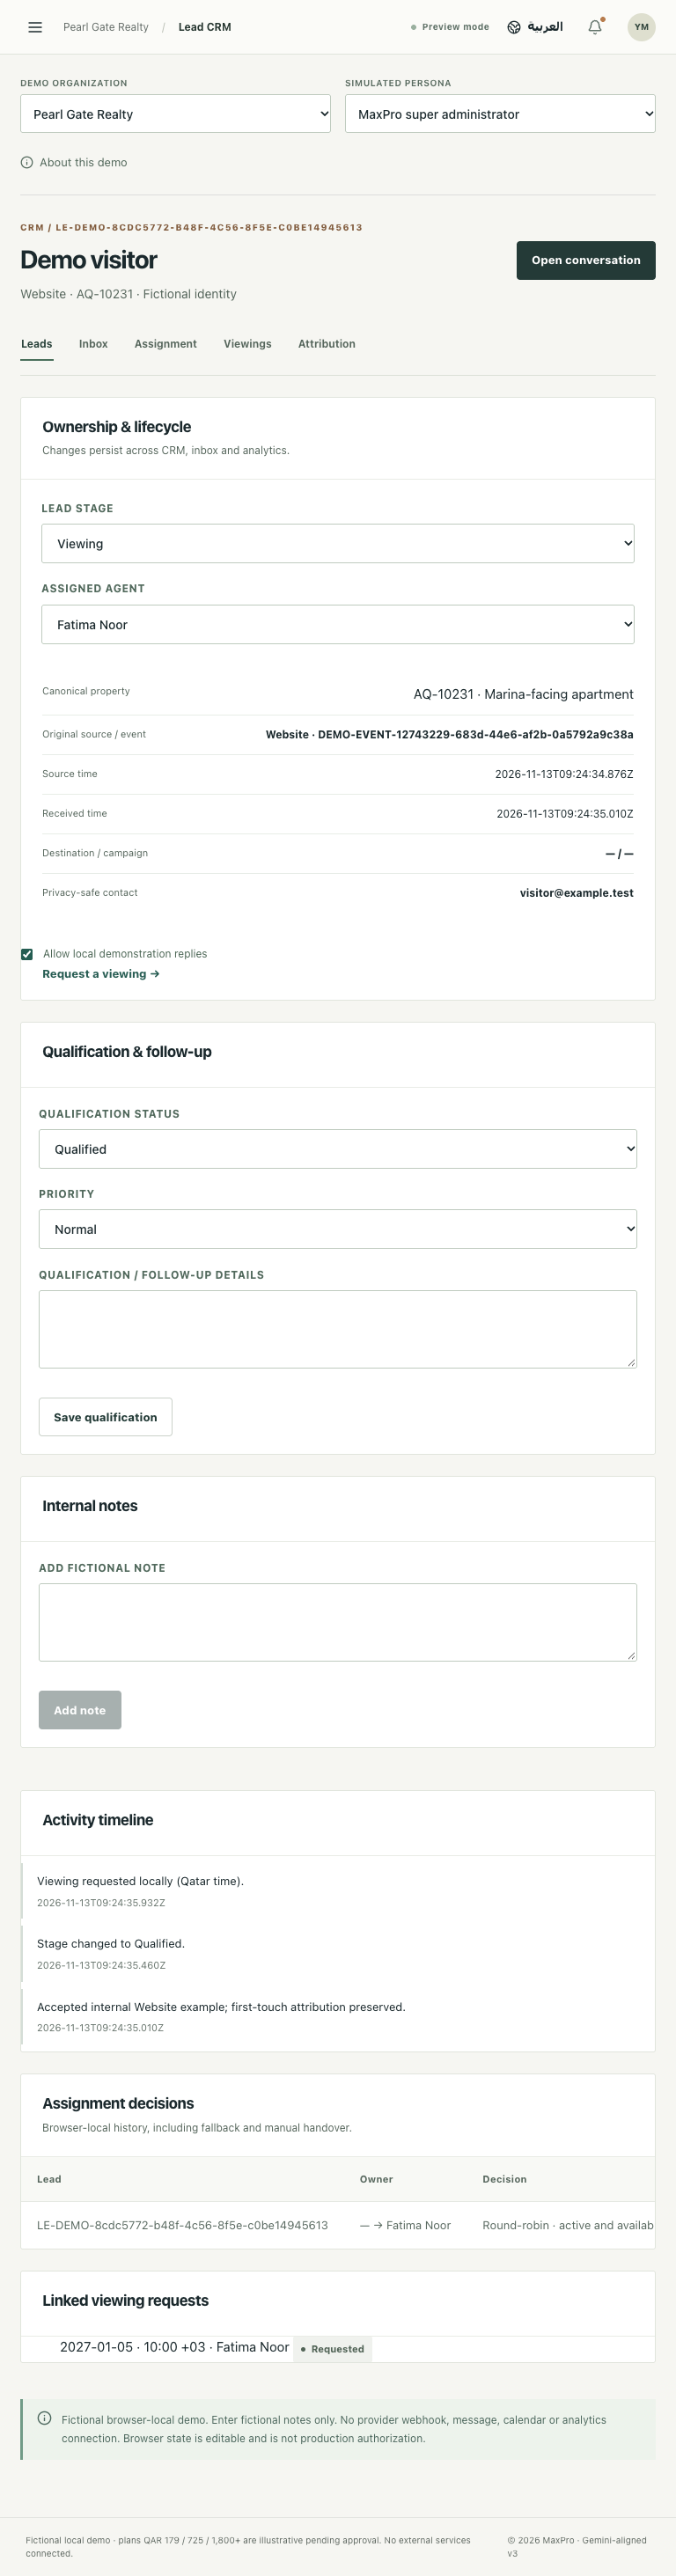 Pearl Gate Realty / Lead CRM
Preview mode
العربية
YM
DEMO ORGANIZATION
Pearl Gate Realty
SIMULATED PERSONA
MaxPro super administrator
About this demo
CRM / LE-DEMO-8CDC5772-B48F-4C56-8F5E-C0BE14945613
Demo visitor
Website · AQ-10231 · Fictional identity
Open conversation
Leads Inbox Assignment Viewings Attribution
Ownership & lifecycle
Changes persist across CRM, inbox and analytics.
LEAD STAGE
Viewing
ASSIGNED AGENT
Fatima Noor
Canonical property AQ-10231 · Marina-facing apartment
Original source / event Website · DEMO-EVENT-12743229-683d-44e6-af2b-0a5792a9c38a
Source time 2026-11-13T09:24:34.876Z
Received time 2026-11-13T09:24:35.010Z
Destination / campaign — / —
Privacy-safe contact visitor@example.test
Allow local demonstration replies
Request a viewing →
Qualification & follow-up
QUALIFICATION STATUS
Qualified
PRIORITY
Normal
QUALIFICATION / FOLLOW-UP DETAILS
Save qualification
Internal notes
ADD FICTIONAL NOTE
Add note
Activity timeline
Viewing requested locally (Qatar time).
2026-11-13T09:24:35.932Z
Stage changed to Qualified.
2026-11-13T09:24:35.460Z
Accepted internal Website example; first-touch attribution preserved.
2026-11-13T09:24:35.010Z
Assignment decisions
Browser-local history, including fallback and manual handover.
Lead Owner Decision
LE-DEMO-8cdc5772-b48f-4c56-8f5e-c0be14945613 — → Fatima Noor Round-robin · active and availab
Linked viewing requests
2027-01-05 · 10:00 +03 · Fatima Noor Requested
Fictional browser-local demo. Enter fictional notes only. No provider webhook, message, calendar or analytics
connection. Browser state is editable and is not production authorization.
Fictional local demo · plans QAR 179 / 725 / 1,800+ are illustrative pending approval. No external services
connected.
© 2026 MaxPro · Gemini-aligned
v3